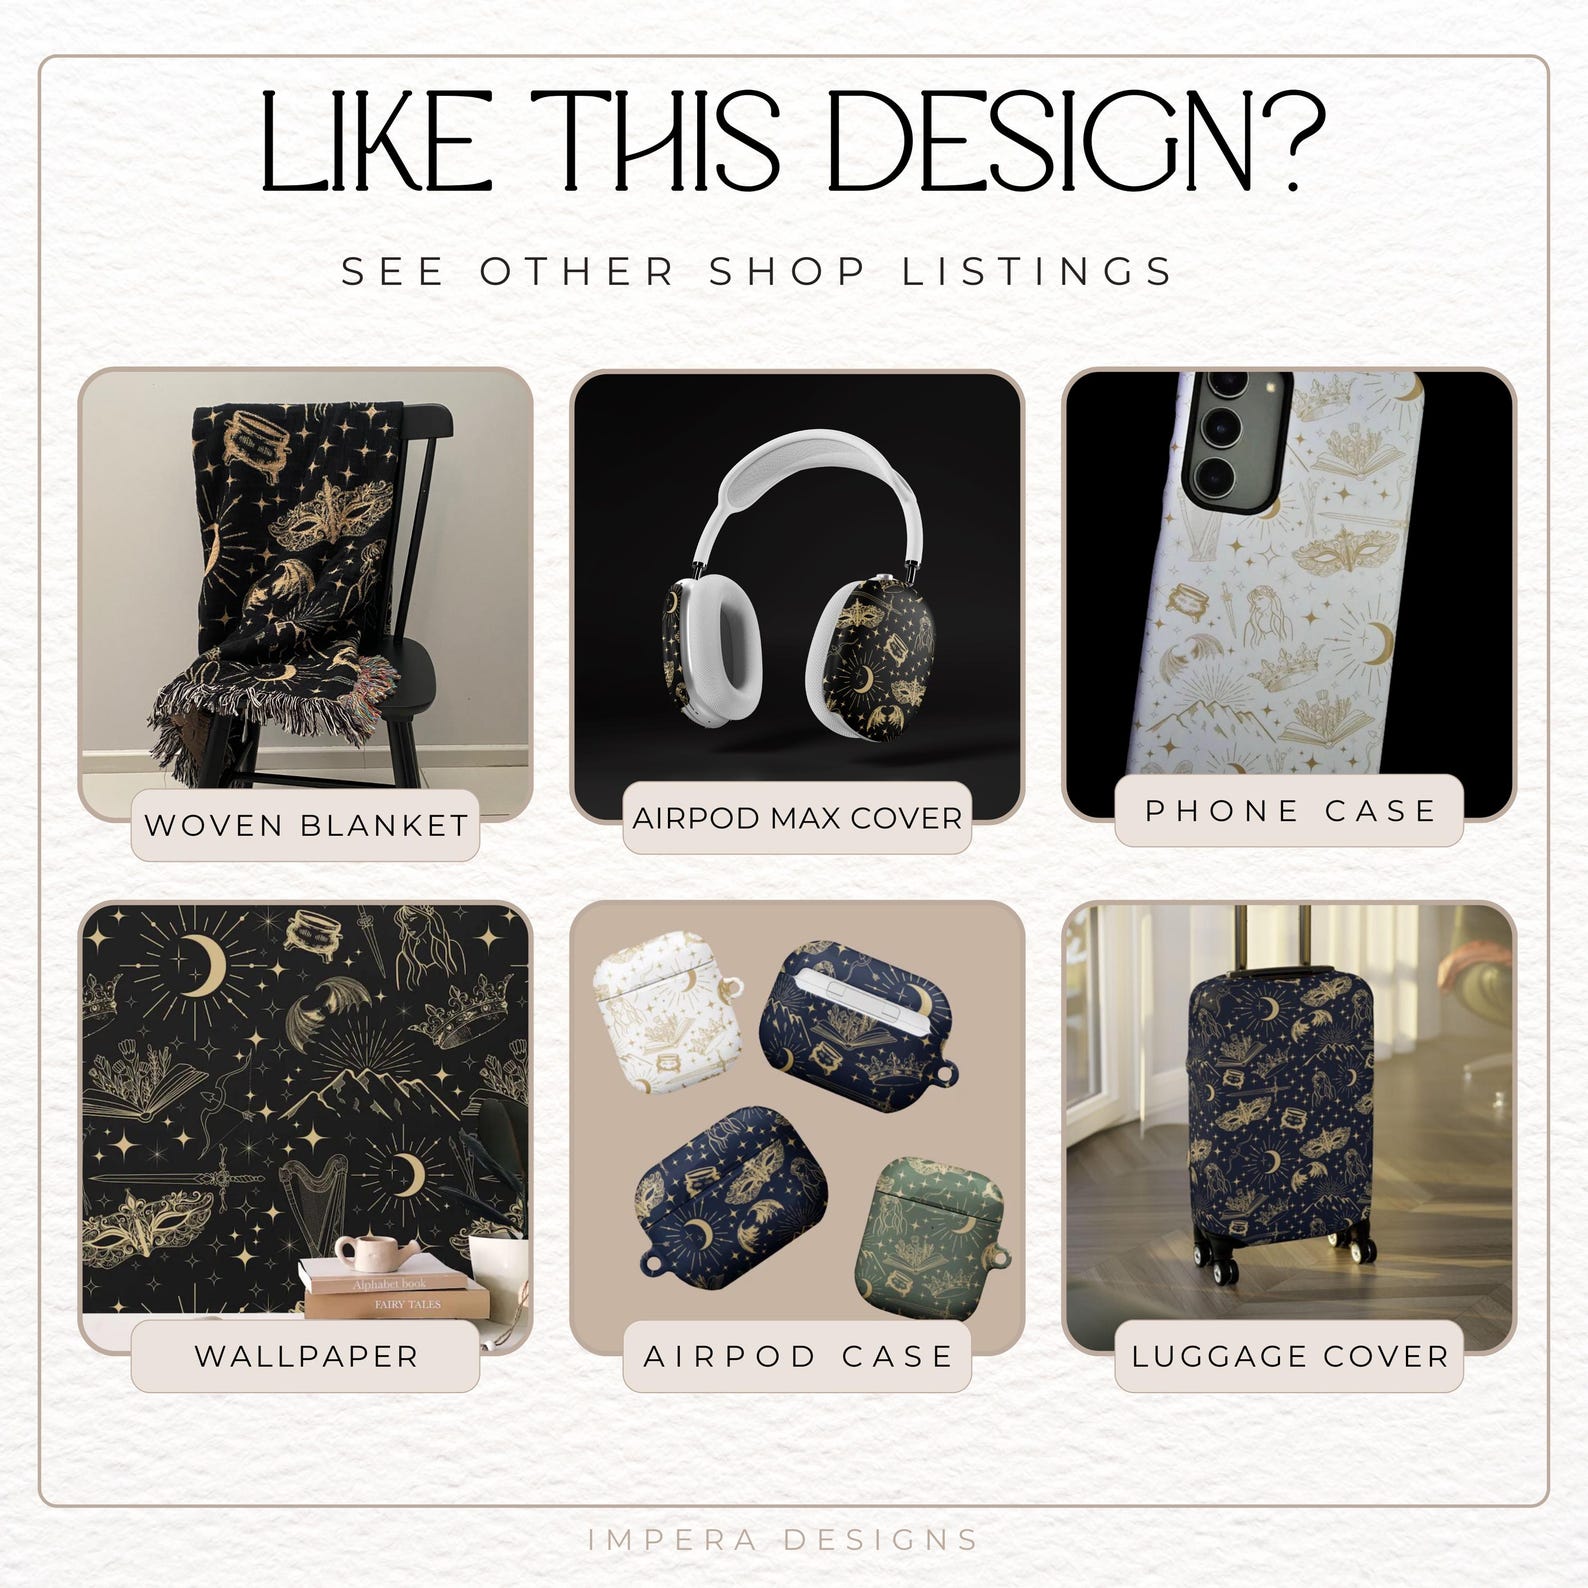 LIKE THIS DESIGN?
SEE OTHER SHOP LISTINGS
WOVEN BLANKET
AIRPOD MAX COVER
PHONE CASE
Alphabet book
FAIRY TALES
WALLPAPER
AIRPOD CASE
LUGGAGE COVER
IMPERA DESIGNS